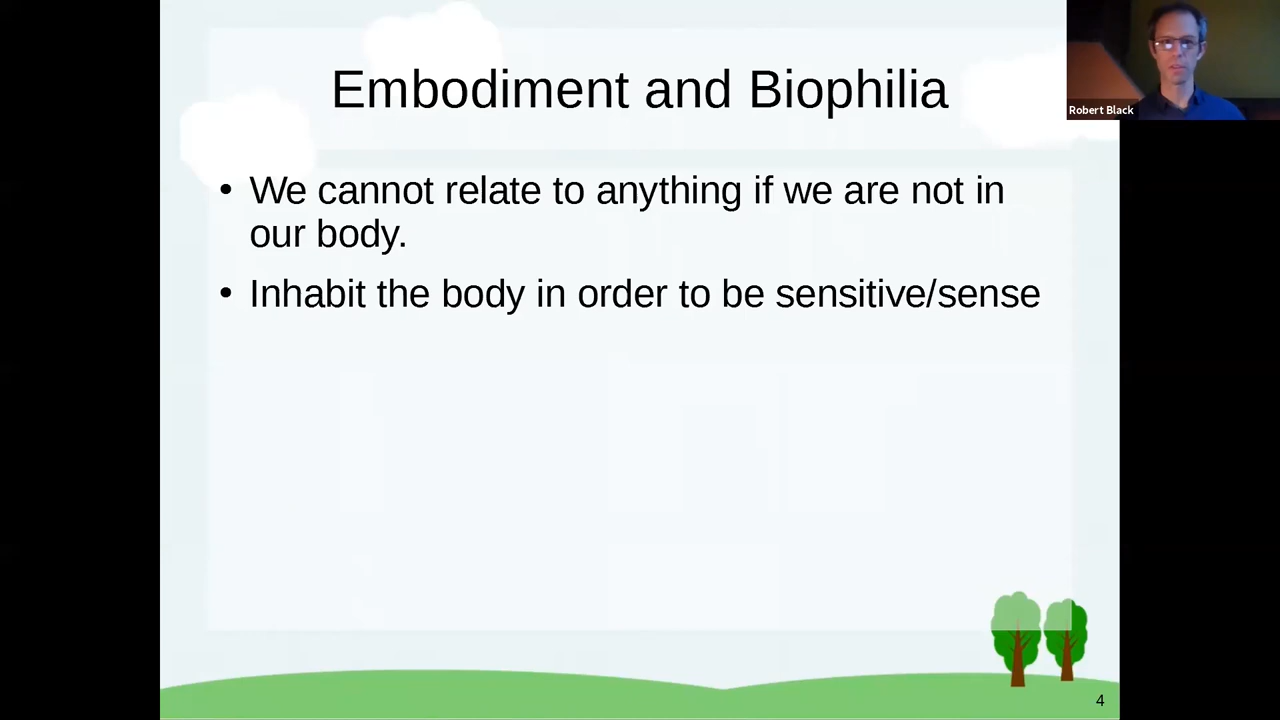 Embodiment and Biophilia
• We cannot relate to anything if we are not in
our body.
• Inhabit the body in order to be sensitive/sense
Robert Black
4